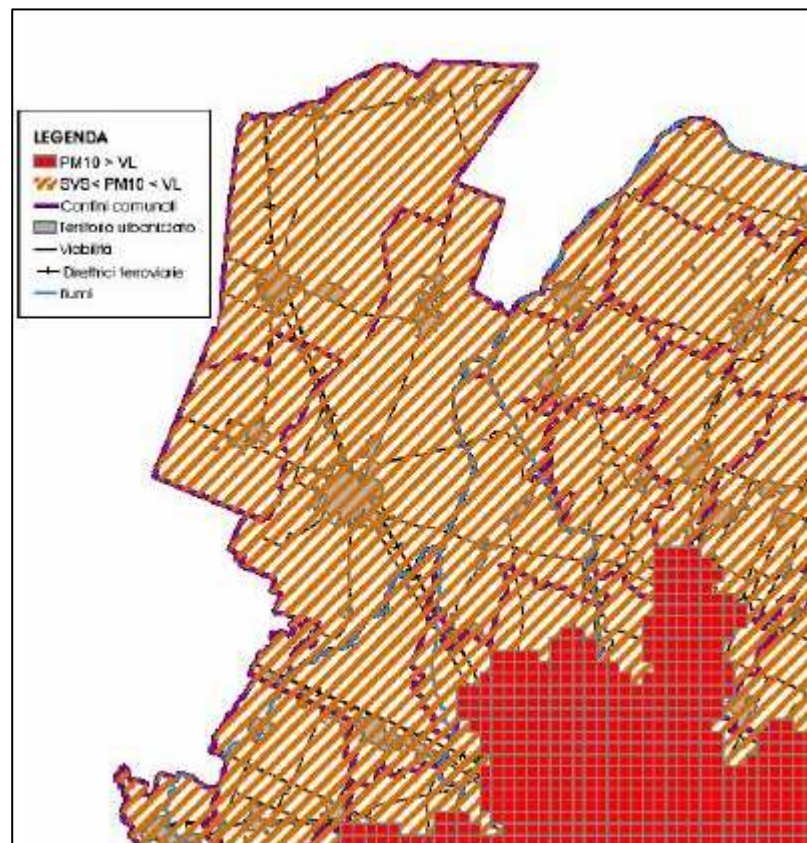 LEGENDA
PM10 > VL
SVS< PM10 < VL
Confini comunali
Territorio urbanizzato
Viabilità
Direttrici ferroviarie
fiumi